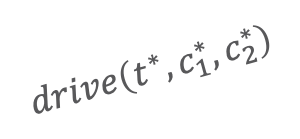 drive(t*, c₁*, c₂*)